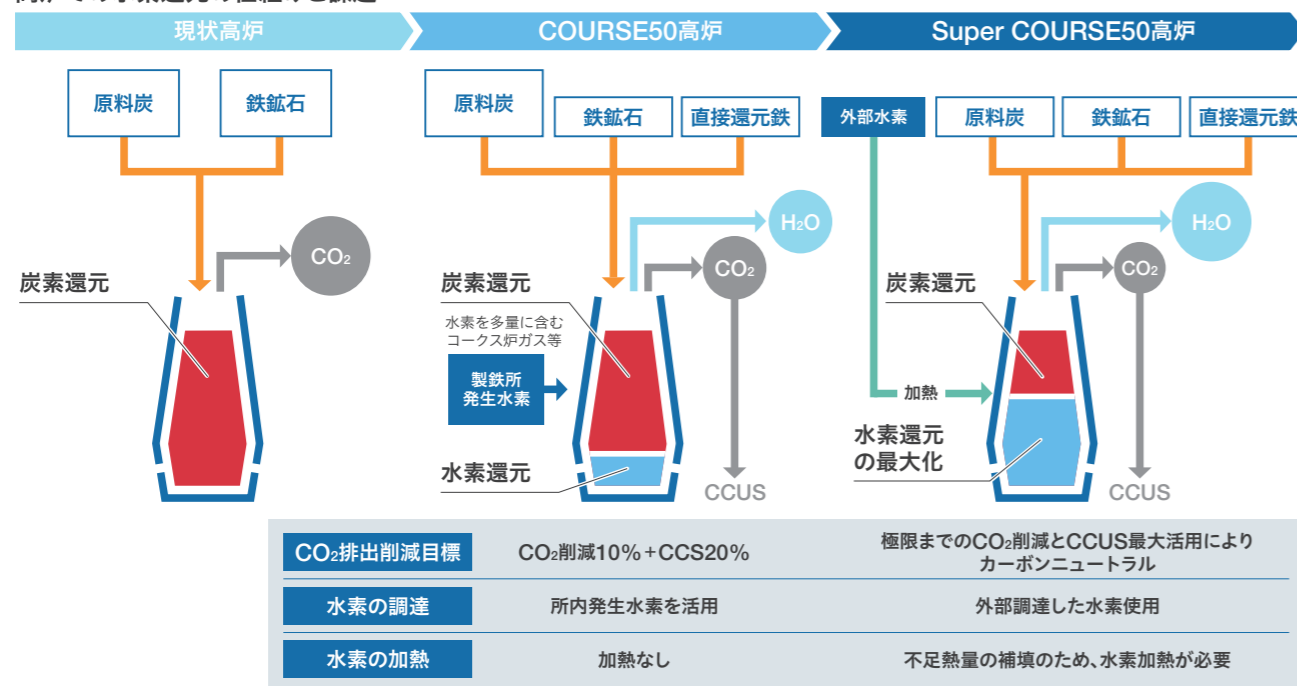 現状高炉
COURSE50高炉
Super COURSE50高炉
原料炭
鉄鉱石
CO₂
炭素還元
原料炭
鉄鉱石
直接還元鉄
H₂O
CO₂
炭素還元
水素を多量に含む
コークス炉ガス等
製鉄所
発生水素
水素還元
CCUS
外部水素
原料炭
鉄鉱石
直接還元鉄
H₂O
CO₂
炭素還元
加熱
水素還元
の最大化
CCUS
CO₂排出削減目標
CO₂削減10%+CCS20%
極限までのCO₂削減とCCUS最大活用により
カーボンニュートラル
水素の調達
所内発生水素を活用
外部調達した水素使用
水素の加熱
加熱なし
不足熱量の補填のため、水素加熱が必要